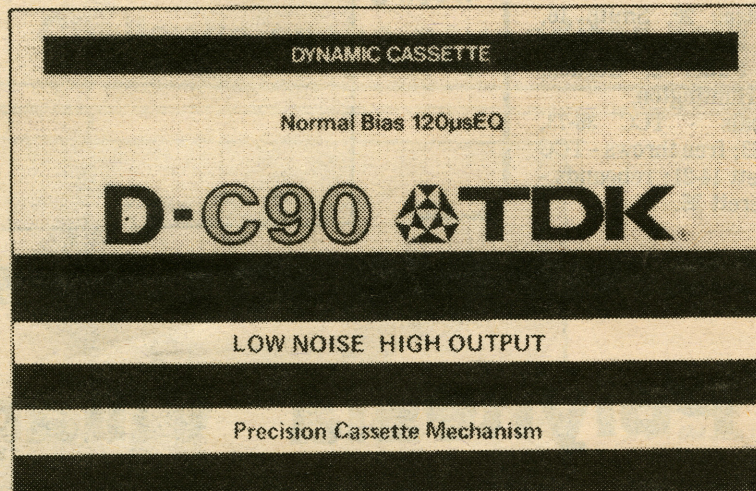 DYNAMIC CASSETTE
Normal Bias 120µsEQ
D-C90 TDK®
LOW NOISE HIGH OUTPUT
Precision Cassette Mechanism